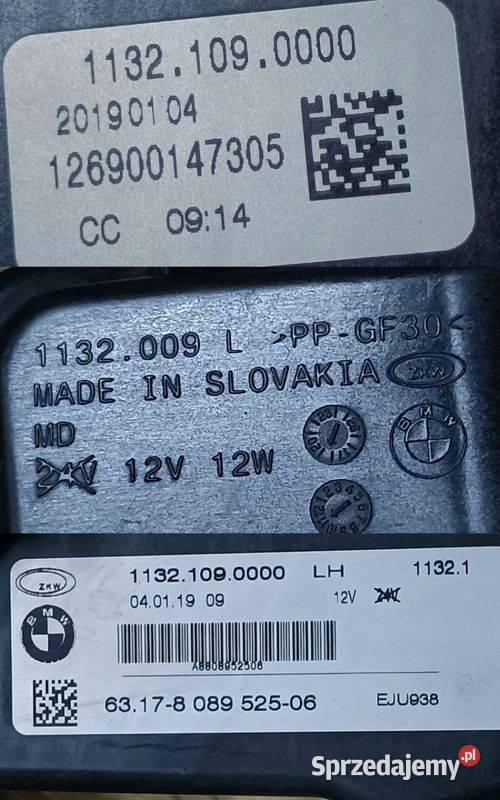 1132.109.0000
20190104
126900147305
CC 09:14
1132.009 L >PP-GF30<
MADE IN SLOVAKIA ZKW
MD
12V 12W
BMW
ZKW 1132.109.0000 LH 1132.1
04.01.19 09 12V
BMW
A8808952506
63.17-8 089 525-06 EJU938
Sprzedajemy.pl